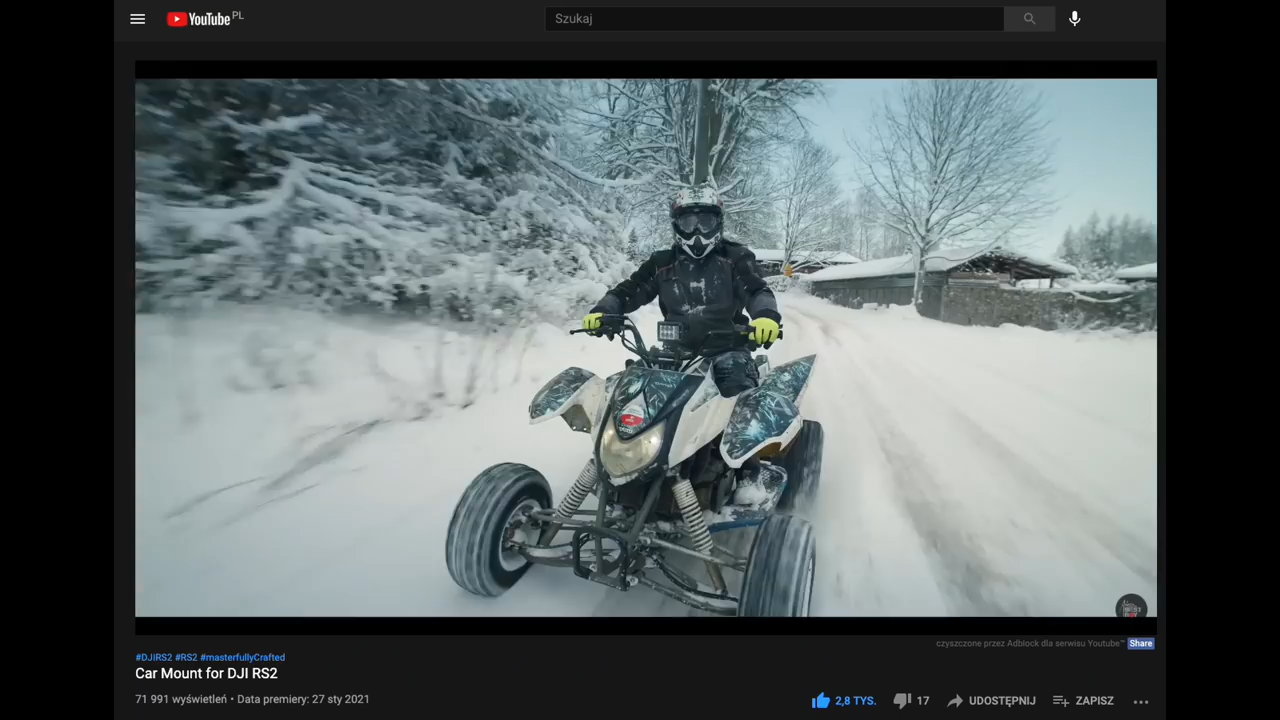 YouTube PL
Szukaj
czyszczone przez Adblock dla serwisu Youtube™ Share
#DJIRS2 #RS2 #masterfullyCrafted
Car Mount for DJI RS2
71 991 wyświetleń • Data premiery: 27 sty 2021
2,8 TYS. 17 UDOSTĘPNIJ ZAPISZ